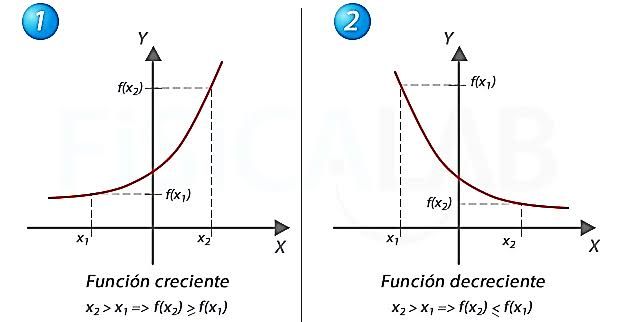 1
Y
f(x₂)
f(x₁)
x₁
x₂
X
Función creciente
x₂ > x₁ => f(x₂) ≥ f(x₁)
2
Y
f(x₁)
f(x₂)
x₁
x₂
X
Función decreciente
x₂ > x₁ => f(x₂) ≤ f(x₁)